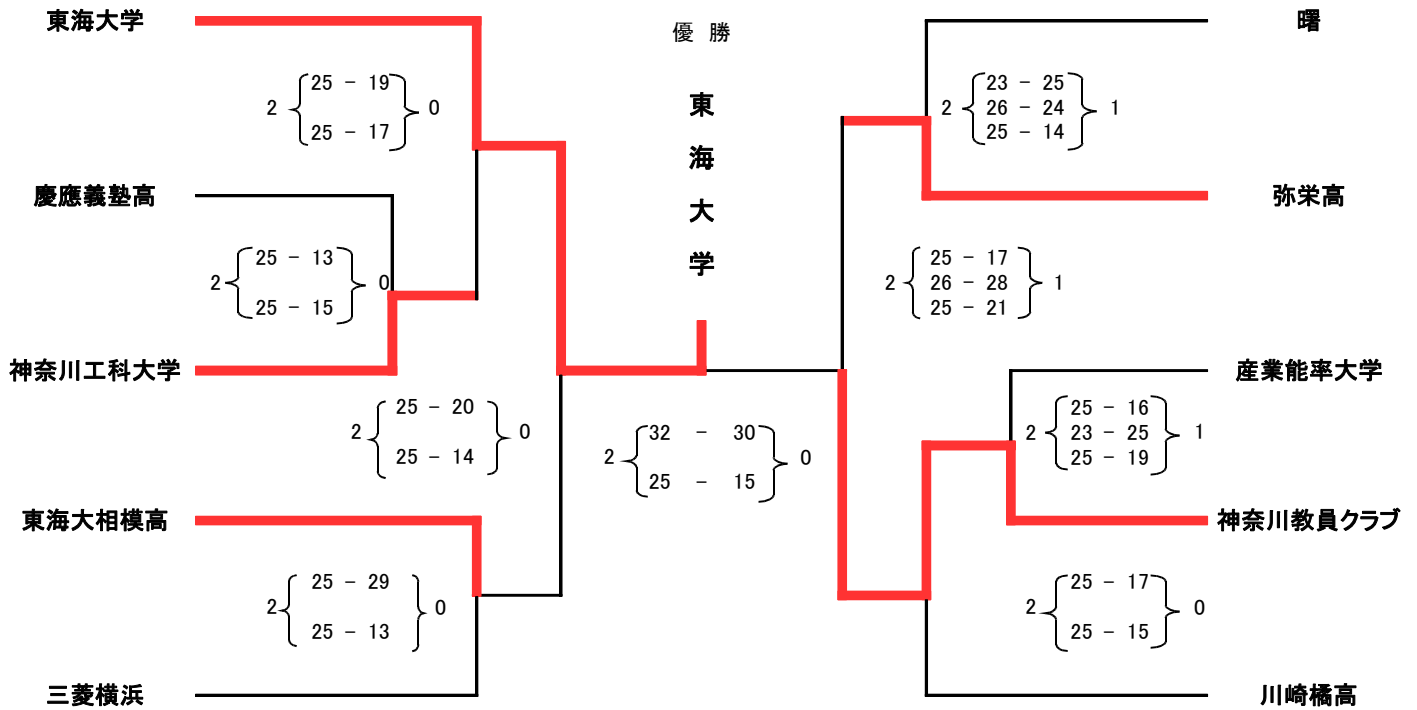 東海大学
優 勝
曙
2 25 - 19 0
25 - 17
東海大学
2 23 - 25 1
26 - 24
25 - 14
慶應義塾高
弥栄高
2 25 - 13 0
25 - 15
2 25 - 17 1
26 - 28
25 - 21
神奈川工科大学
産業能率大学
2 25 - 20 0
25 - 14
2 32 - 30 0
25 - 15
2 25 - 16 1
23 - 25
25 - 19
東海大相模高
神奈川教員クラブ
2 25 - 29 0
25 - 13
2 25 - 17 0
25 - 15
三菱横浜
川崎橘高